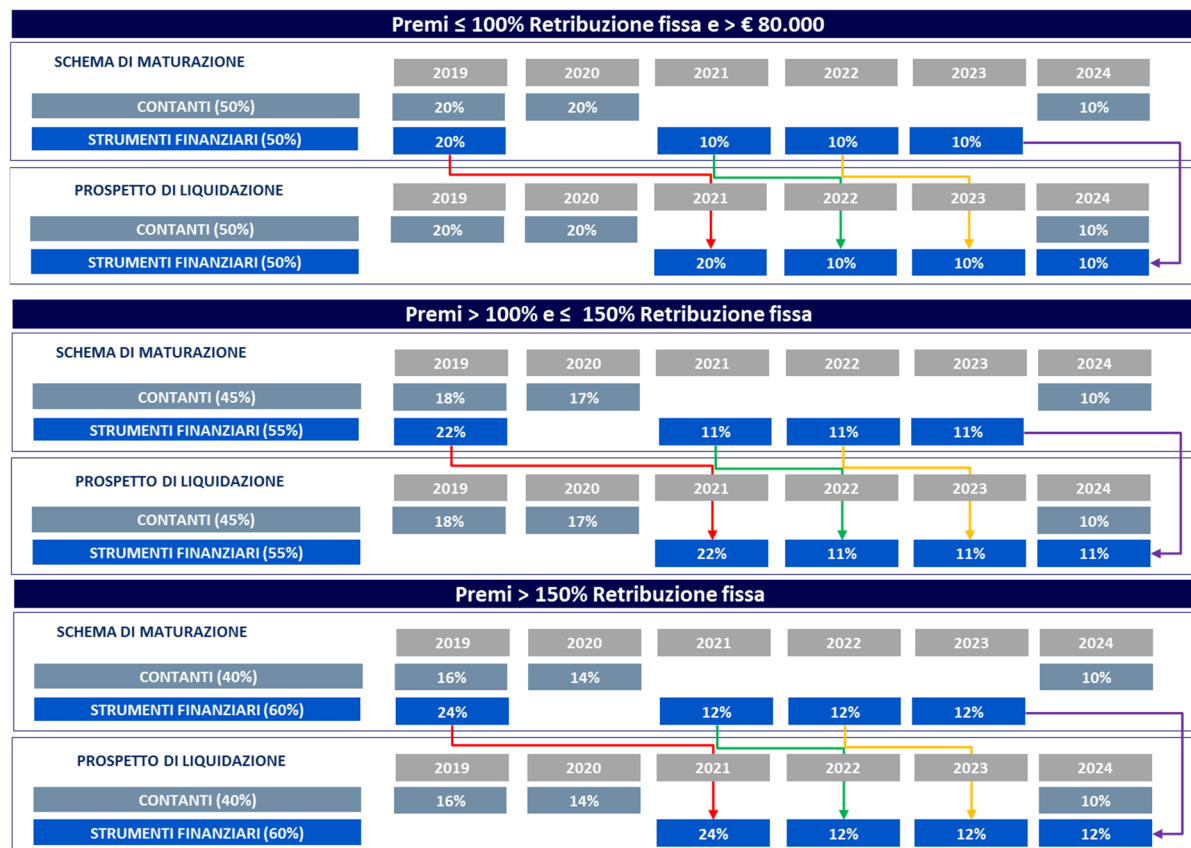 Premi ≤ 100% Retribuzione fissa e > € 80.000
SCHEMA DI MATURAZIONE
2019 2020 2021 2022 2023 2024
CONTANTI (50%) 20% 20% 10%
STRUMENTI FINANZIARI (50%) 20% 10% 10% 10%
PROSPETTO DI LIQUIDAZIONE
2019 2020 2021 2022 2023 2024
CONTANTI (50%) 20% 20% 10%
STRUMENTI FINANZIARI (50%) 20% 10% 10% 10%
Premi > 100% e ≤ 150% Retribuzione fissa
SCHEMA DI MATURAZIONE
2019 2020 2021 2022 2023 2024
CONTANTI (45%) 18% 17% 10%
STRUMENTI FINANZIARI (55%) 22% 11% 11% 11%
PROSPETTO DI LIQUIDAZIONE
2019 2020 2021 2022 2023 2024
CONTANTI (45%) 18% 17% 10%
STRUMENTI FINANZIARI (55%) 22% 11% 11% 11%
Premi > 150% Retribuzione fissa
SCHEMA DI MATURAZIONE
2019 2020 2021 2022 2023 2024
CONTANTI (40%) 16% 14% 10%
STRUMENTI FINANZIARI (60%) 24% 12% 12% 12%
PROSPETTO DI LIQUIDAZIONE
2019 2020 2021 2022 2023 2024
CONTANTI (40%) 16% 14% 10%
STRUMENTI FINANZIARI (60%) 24% 12% 12% 12%